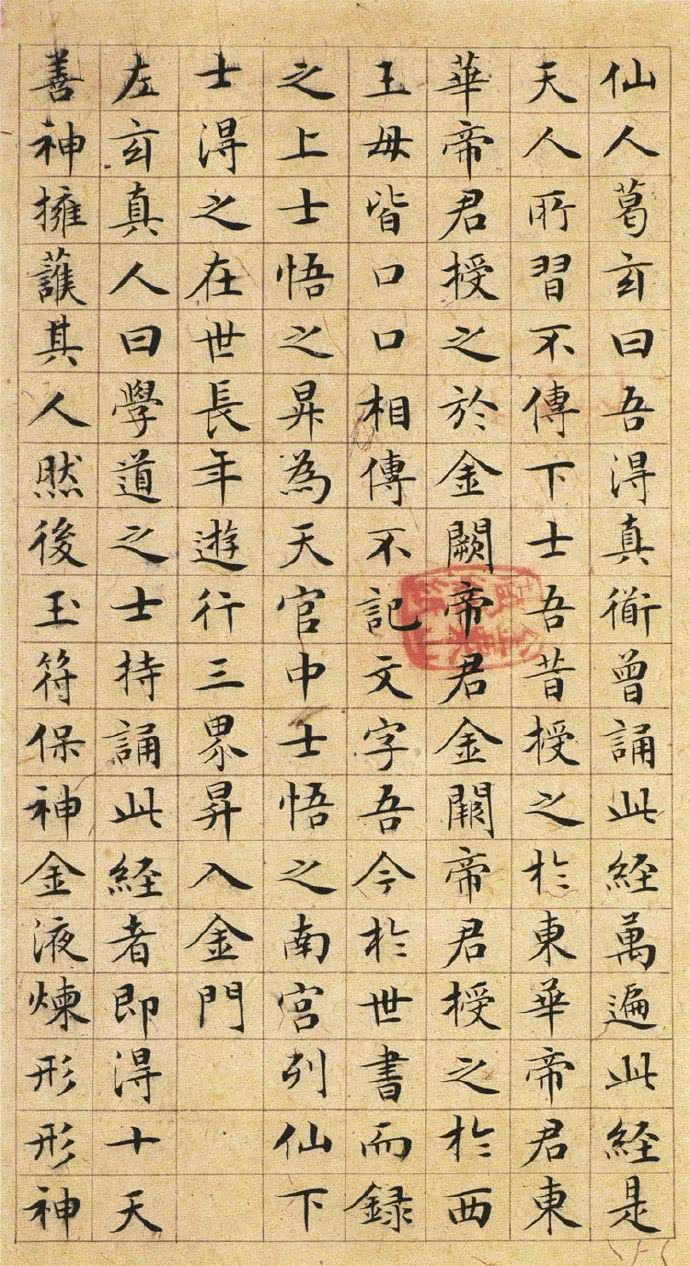 仙人葛玄曰吾得真衜曾誦此経萬遍此経是
天人所習不傳下士吾昔授之於東華帝君東
華帝君授之於金闕帝君金闕帝君授之於西
王母皆口口相傳不記文字吾今於世書而録
之上士悟之昇為天官中士悟之南宮列仙下
士得之在世長年遊行三界昇入金門
左玄真人曰學道之士持誦此経者即得十天
善神擁護其人然後玉符保神金液煉形形神